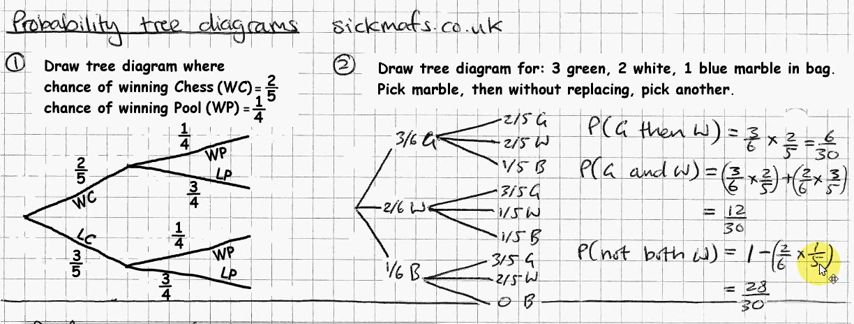 Probability tree diagrams sickmafs.co.uk
① Draw tree diagram where
chance of winning Chess (WC) = 2/5
chance of winning Pool (WP) = 1/4
1/4
WP
2/5
WC
LP
3/4
LC
3/5
1/4
WP
3/4
LP
② Draw tree diagram for: 3 green, 2 white, 1 blue marble in bag.
Pick marble, then without replacing, pick another.
3/6 G
2/5 G
2/5 W
1/5 B
2/6 W
3/5 G
1/5 W
1/5 B
1/6 B
3/5 G
2/5 W
0 B
P(G then W) = 3/6 × 2/5 = 6/30
P(G and W) = (3/6 × 2/5) + (2/6 × 3/5)
= 12/30
P(not both W) = 1 - (2/6 × 1/5)
= 28/30